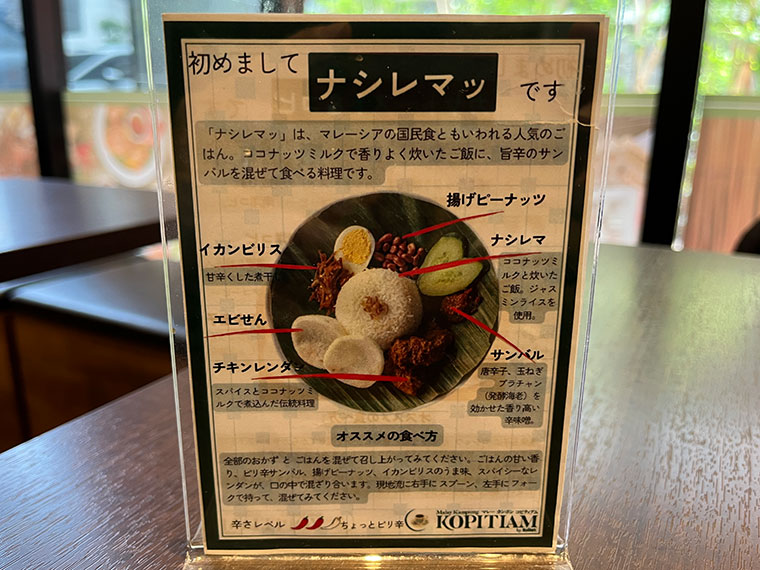 初めまして
ナシレマッ
です
「ナシレマッ」は、マレーシアの国民食ともいわれる人気のご
はん。ココナッツミルクで香りよく炊いたご飯に、旨辛のサン
バルを混ぜて食べる料理です。
揚げピーナッツ
イカンビリス
甘辛くした煮干
ナシレマ
ココナッツミ
ルクと炊いた
ご飯。ジャス
ミンライスを
使用。
エビせん
チキンレンダン
スパイスとココナッツミ
ルクで煮込んだ伝統料理
サンバル
唐辛子、玉ねぎ
ブラチャン
(発酵海老)を
効かせた香り高い
辛味噌。
オススメの食べ方
全部のおかず と ごはんを 混ぜて召し上がってみてください。ごはんの甘い香
り、ピリ辛サンバル、揚げピーナッツ、イカンビリスのうま味、スパイシーなレ
ンダンが、口の中で混ざり合います。現地流に右手に スプーン、左手にフォー
クで持って、混ぜてみてください。
辛さレベル
ちょっとピリ辛
Malay Kampung マレー カンポン コピティアム
KOPITIAM